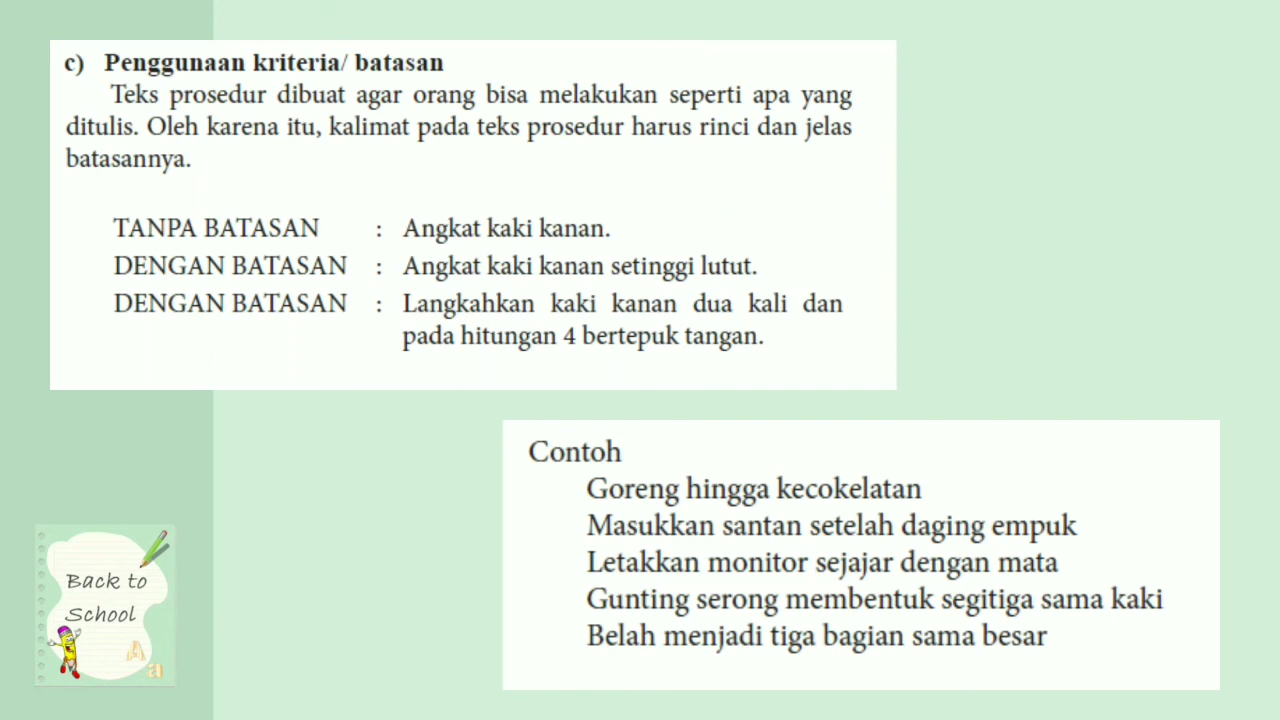 c) Penggunaan kriteria/ batasan
Teks prosedur dibuat agar orang bisa melakukan seperti apa yang
ditulis. Oleh karena itu, kalimat pada teks prosedur harus rinci dan jelas
batasannya.
TANPA BATASAN : Angkat kaki kanan.
DENGAN BATASAN : Angkat kaki kanan setinggi lutut.
DENGAN BATASAN : Langkahkan kaki kanan dua kali dan
pada hitungan 4 bertepuk tangan.
Contoh
Goreng hingga kecokelatan
Masukkan santan setelah daging empuk
Letakkan monitor sejajar dengan mata
Gunting serong membentuk segitiga sama kaki
Belah menjadi tiga bagian sama besar
Back to
School
A
a